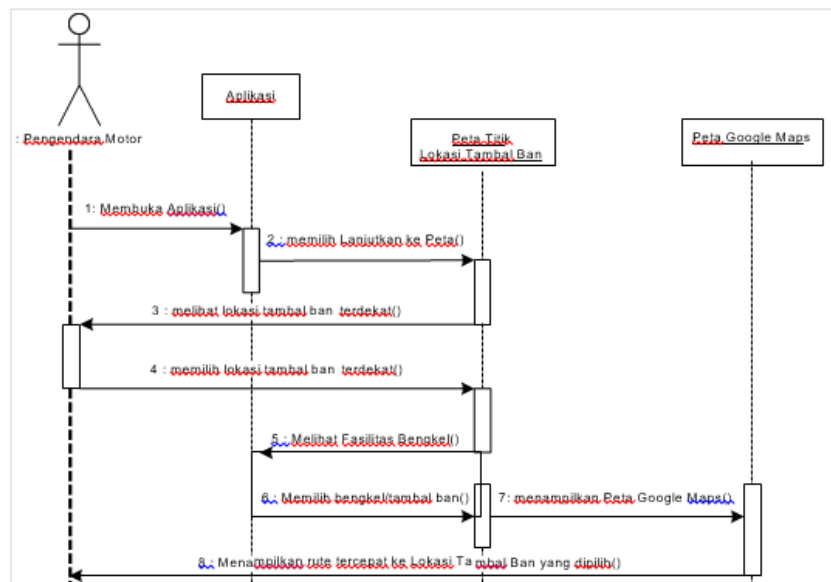 Aplikasi
: Pengendara Motor
Peta Titik
Lokasi Tambal Ban
Peta Google Maps
1: Membuka Aplikasi()
2 : memilih Lanjutkan ke Peta()
3 : melihat lokasi tambal ban terdekat()
4 : memilih lokasi tambal ban terdekat()
5 : Melihat Fasilitas Bengkel()
6 : Memilih bengkel/tambal ban()
7: menampilkan Peta Google Maps()
8 : Menampilkan rute tercepat ke Lokasi Tambal Ban yang dipilih()